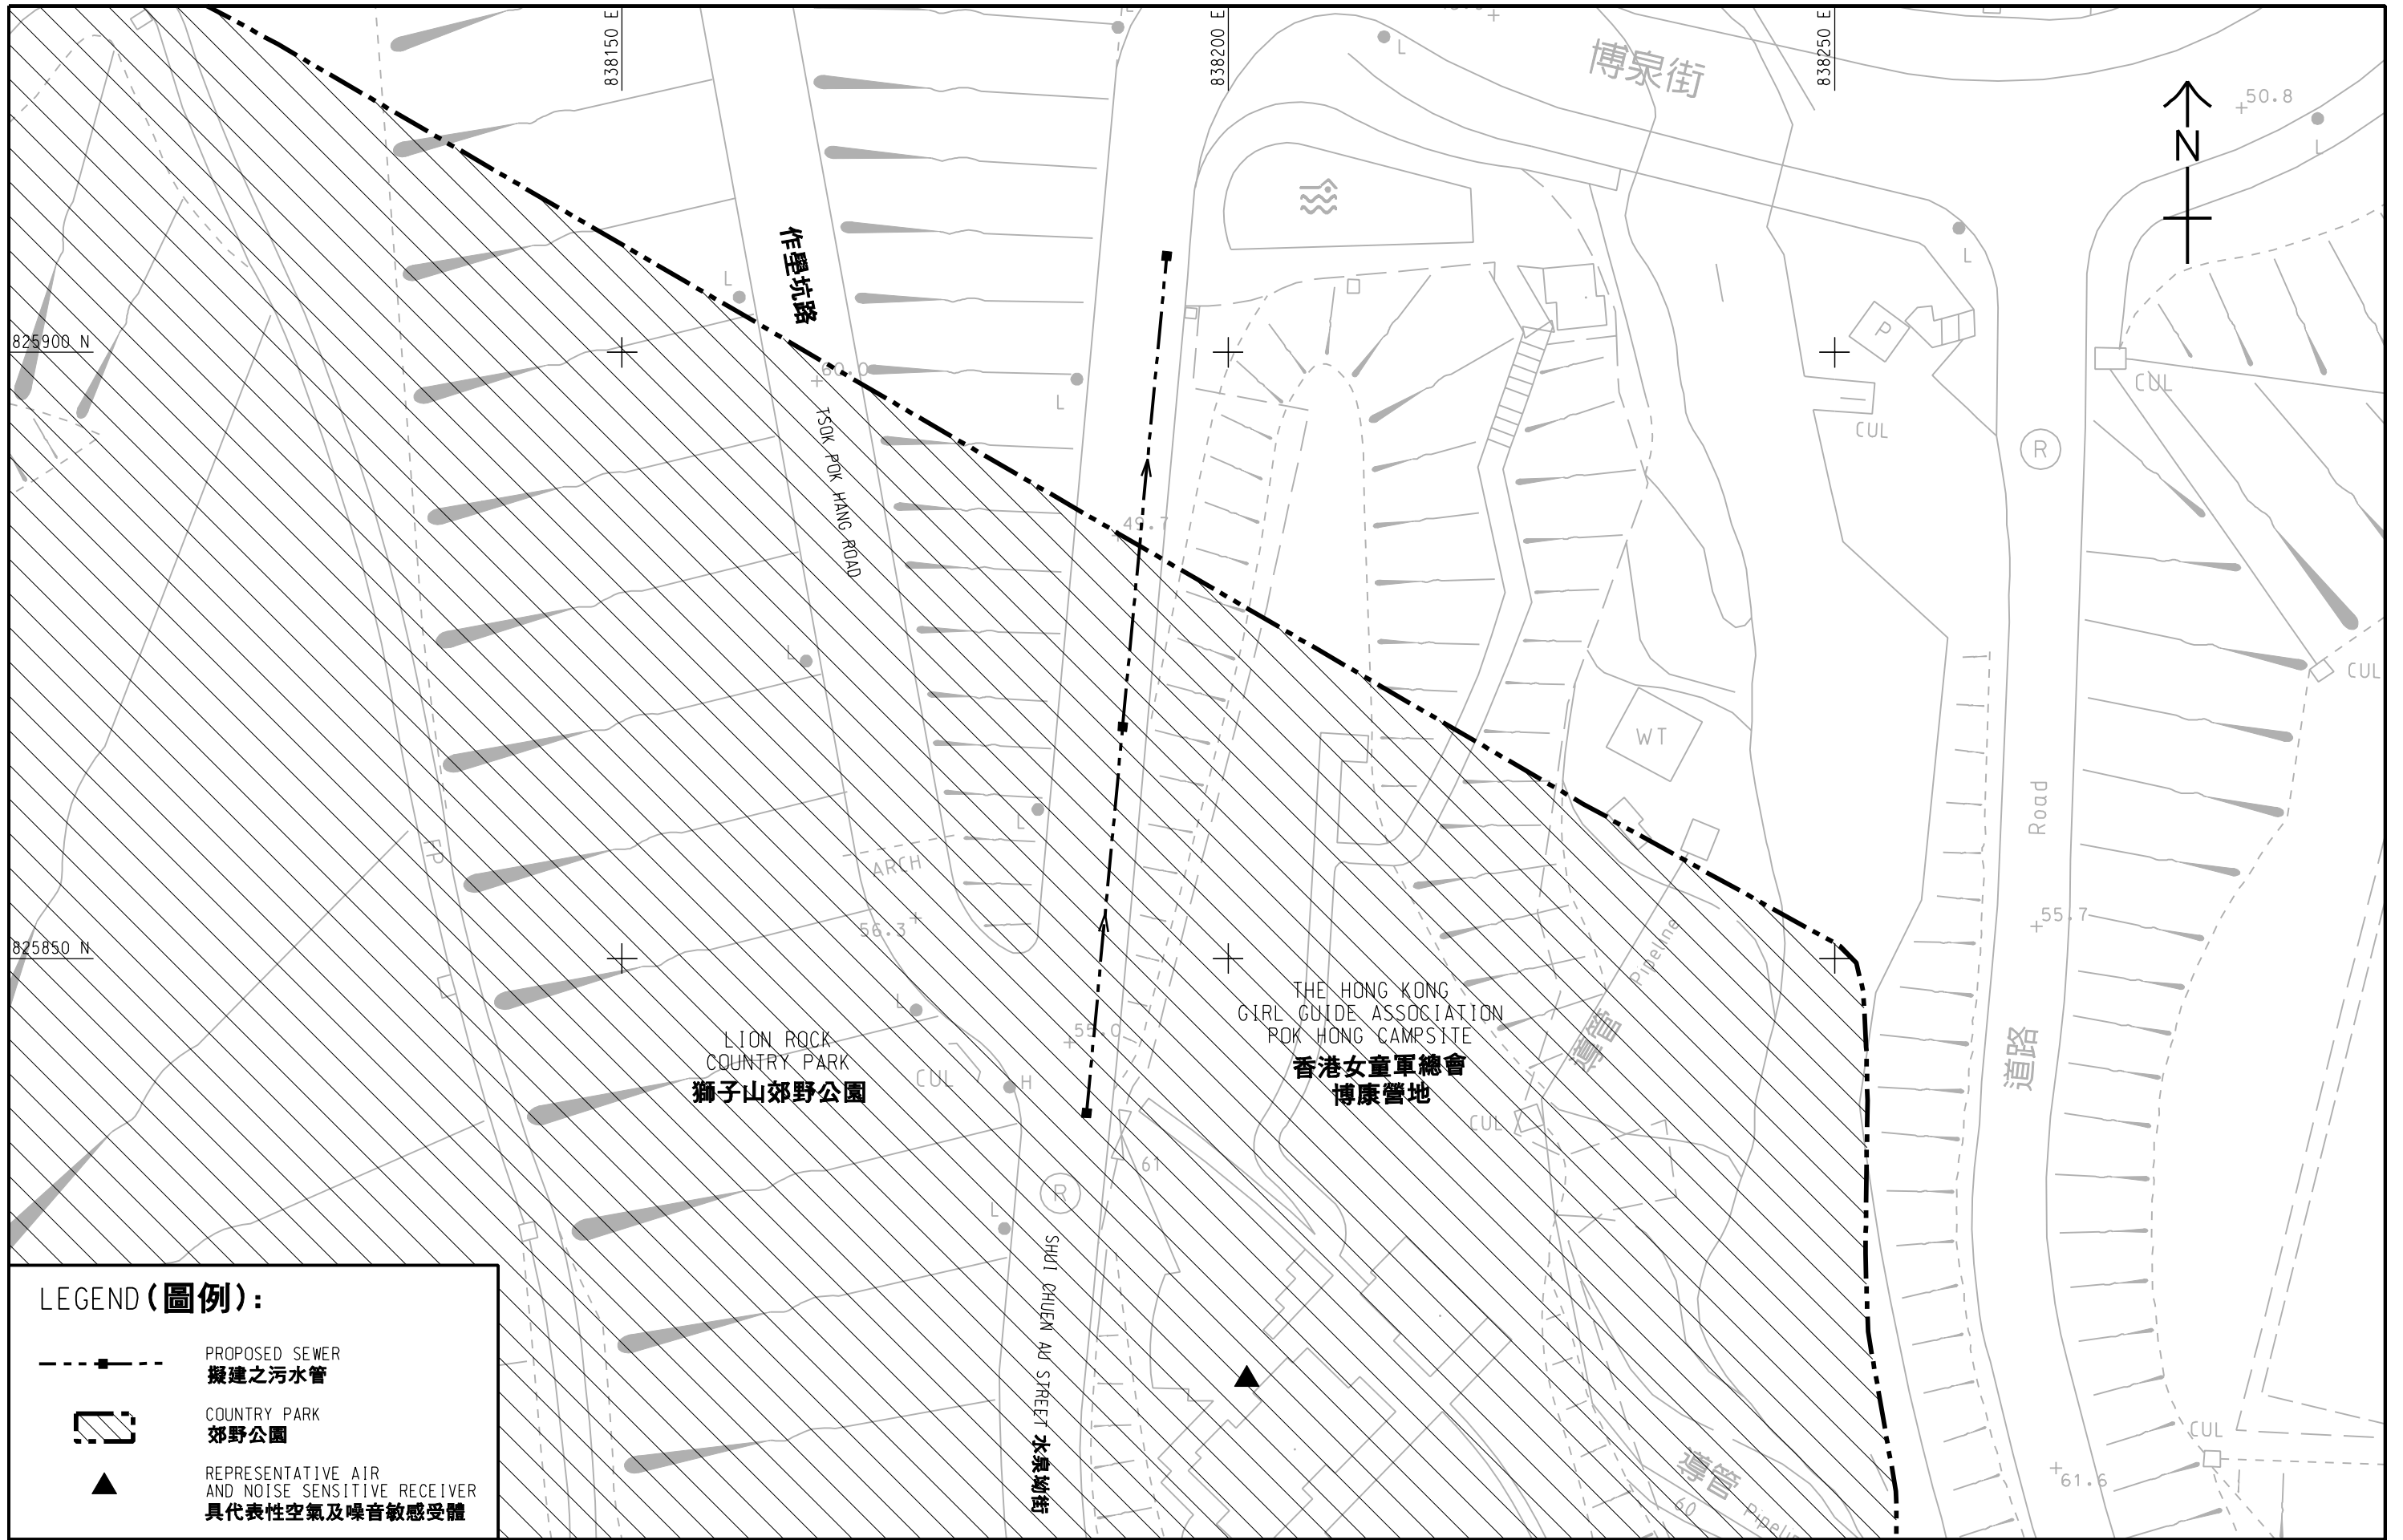 838150 E
838200 E
838250 E
博泉街
50.8
N
L
L
L
L
L
作壆坑路
TSOK POK HANG ROAD
825900 N
60.0
L
P
CUL
CUL
R
CUL
49.7
L
WT
L
Road
道路
FP
ARCH
56.3
55.7
825850 N
Pipeline
導管
L
55.0
LION ROCK
COUNTRY PARK
獅子山郊野公園
THE HONG KONG
GIRL GUIDE ASSOCIATION
POK HONG CAMPSITE
香港女童軍總會
博康營地
CUL
H
CUL
61
R
L
SHUI CHUEN AU STREET 水泉坳街
CUL
61.6
導管
Pipeli
60
LEGEND(圖例):
PROPOSED SEWER
擬建之污水管
COUNTRY PARK
郊野公園
REPRESENTATIVE AIR
AND NOISE SENSITIVE RECEIVER
具代表性空氣及噪音敏感受體